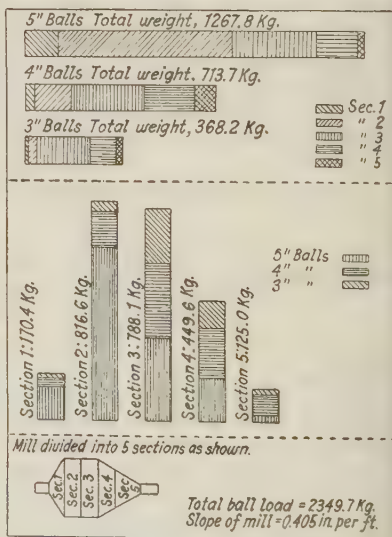 5" Balls Total weight, 1267.8 Kg.
4" Balls Total weight. 713.7 Kg.
3" Balls Total weight, 368.2 Kg.
Sec. 1
" 2
" 3
" 4
" 5
Section 1:170.4 Kg.
Section 2:816.6 Kg.
Section 3:788.1 Kg.
Section 4:449.6 Kg.
Section 5:125.0 Kg.
5" Balls
4" "
3" "
Mill divided into 5 sections as shown.
Sec.1
Sec.2
Sec.3
Sec.4
Sec.5
Total ball load = 2349.7 Kg.
Slope of mill = 0.405 in. per ft.